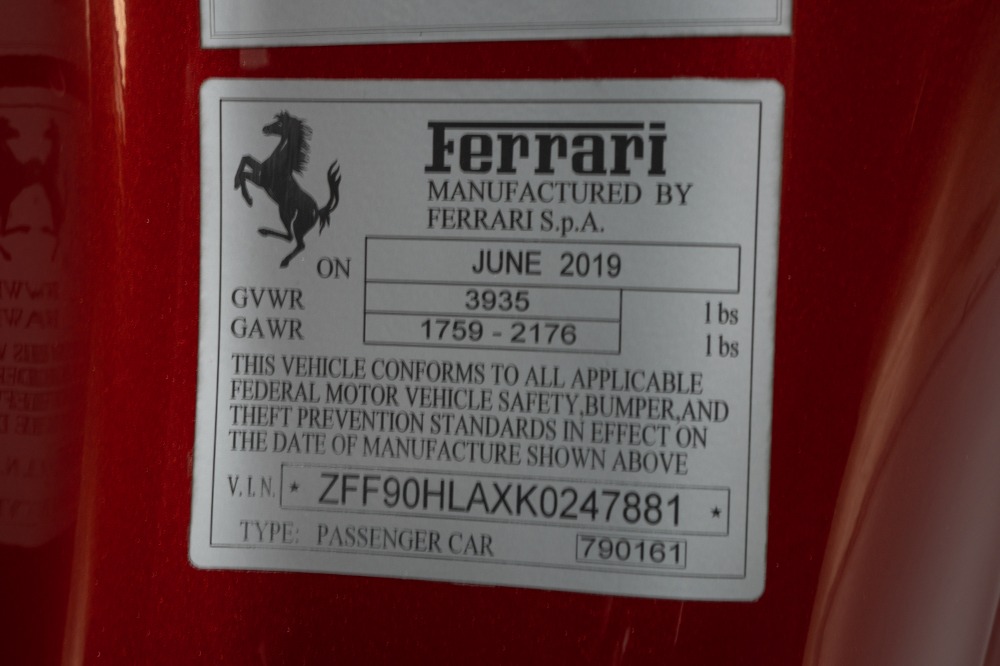 Ferrari
MANUFACTURED BY
FERRARI S.p.A.
ON JUNE 2019
GVWR 3935 lbs
GAWR 1759 - 2176 lbs
THIS VEHICLE CONFORMS TO ALL APPLICABLE
FEDERAL MOTOR VEHICLE SAFETY,BUMPER,AND
THEFT PREVENTION STANDARDS IN EFFECT ON
THE DATE OF MANUFACTURE SHOWN ABOVE
V.I.N. * ZFF90HLAXK0247881 *
TYPE: PASSENGER CAR 790161